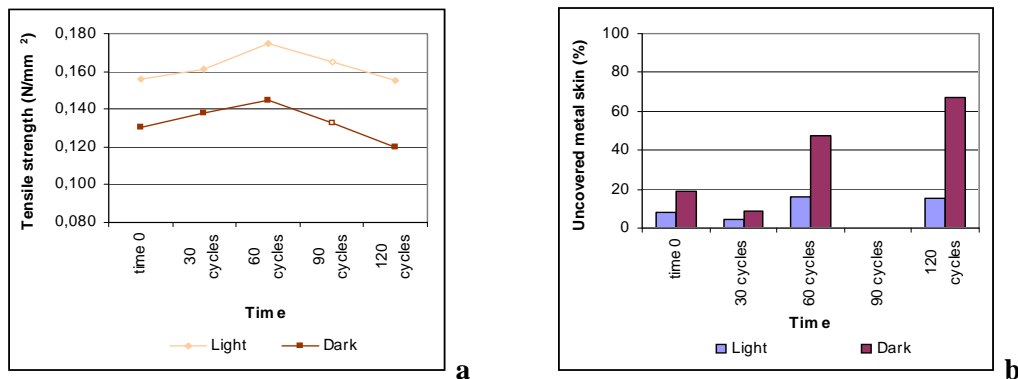 Tensile strength (N/mm ²)
0,180
0,160
0,140
0,120
0,100
0,080
time 0
30 cycles
60 cycles
90 cycles
120 cycles
Time
Light
Dark
a
Uncovered metal skin (%)
100
80
60
40
20
0
time 0
30 cycles
60 cycles
90 cycles
120 cycles
Time
Light
Dark
b